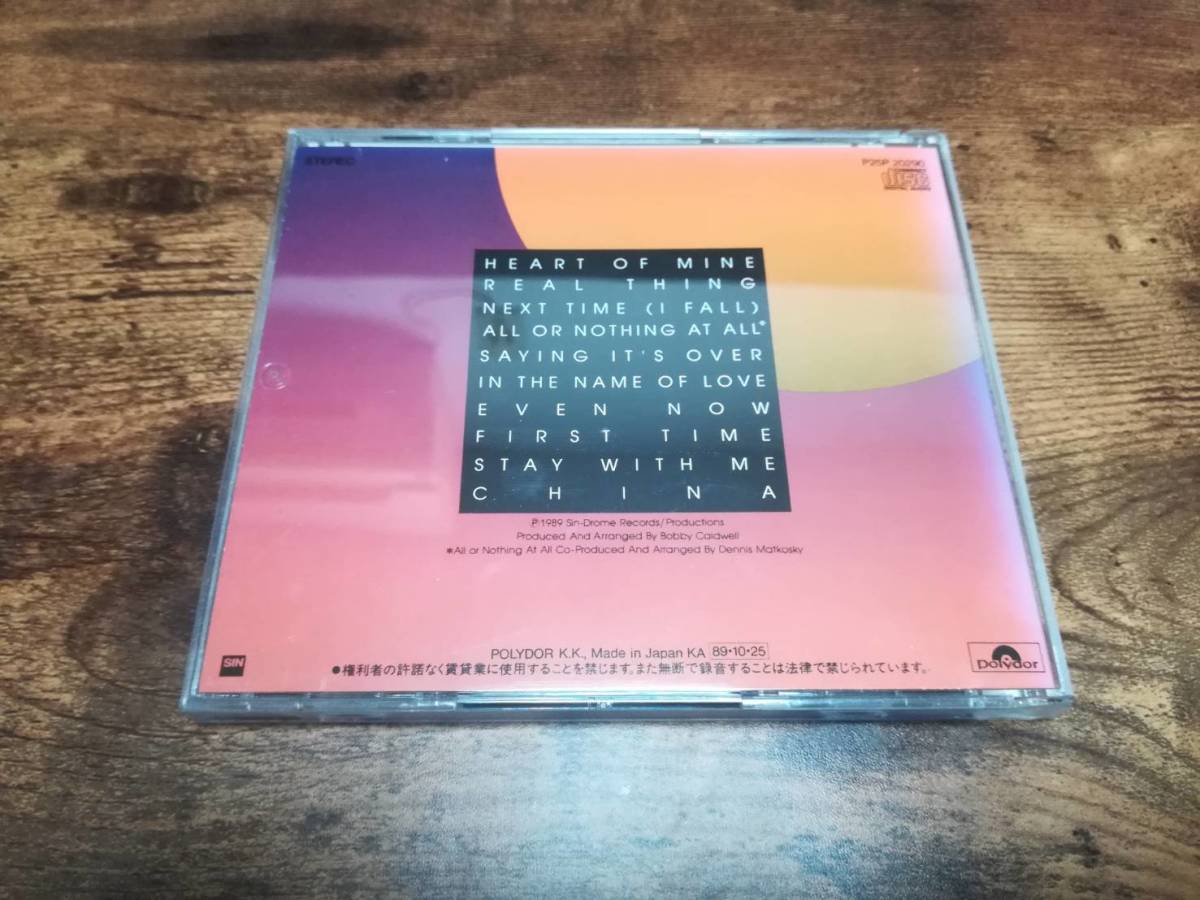 STEREO
P25P 20290
COMPACT
disc
DIGITAL AUDIO
HEART OF MINE
REAL THING
NEXT TIME (I FALL)
ALL OR NOTHING AT ALL*
SAYING IT'S OVER
IN THE NAME OF LOVE
EVEN NOW
FIRST TIME
STAY WITH ME
CHINA
℗ 1989 Sin-Drome Records/Productions
Produced And Arranged By Bobby Caldwell
*All or Nothing At All Co-Produced And Arranged By Dennis Matkosky
SIN
POLYDOR K.K., Made in Japan KA 89・10・25
●権利者の許諾なく賃貸業に使用することを禁じます。また無断で録音することは法律で禁じられています。
Polydor